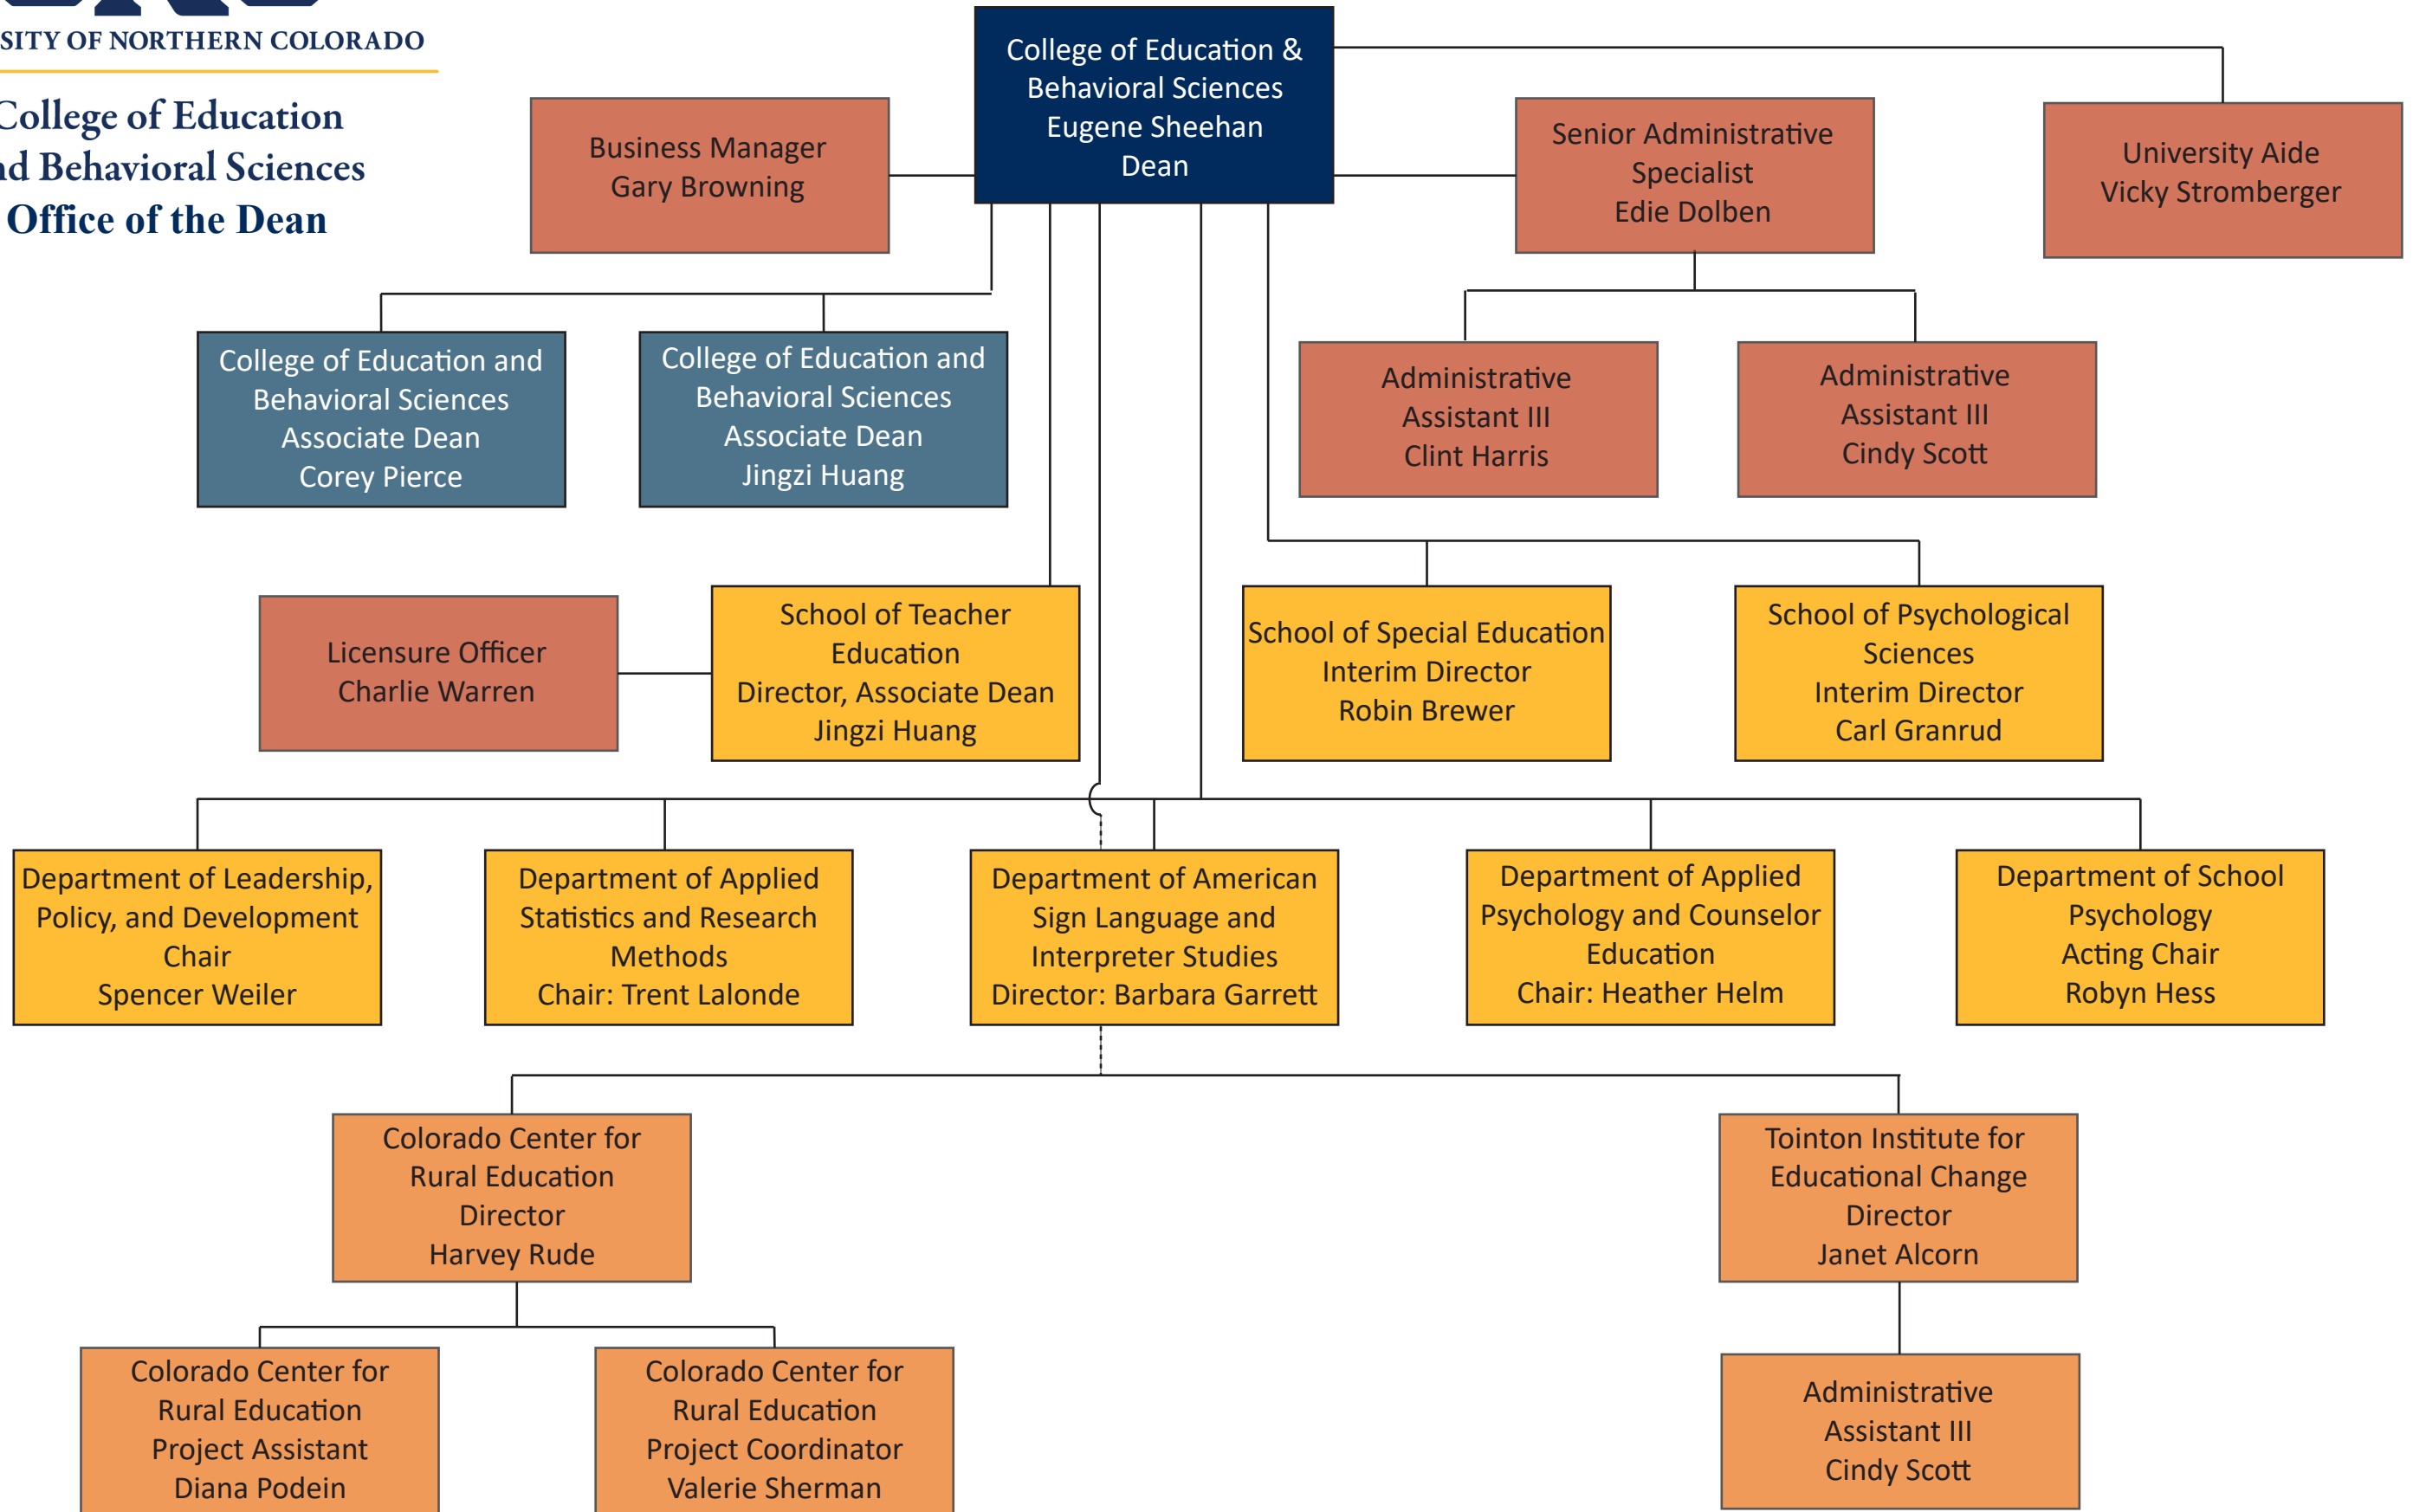 SITY OF NORTHERN COLORADO
College of Education
nd Behavioral Sciences
Office of the Dean
College of Education &
Behavioral Sciences
Eugene Sheehan
Dean
Business Manager
Gary Browning
Senior Administrative
Specialist
Edie Dolben
University Aide
Vicky Stromberger
College of Education and
Behavioral Sciences
Associate Dean
Corey Pierce
College of Education and
Behavioral Sciences
Associate Dean
Jingzi Huang
Administrative
Assistant III
Clint Harris
Administrative
Assistant III
Cindy Scott
Licensure Officer
Charlie Warren
School of Teacher
Education
Director, Associate Dean
Jingzi Huang
School of Special Education
Interim Director
Robin Brewer
School of Psychological
Sciences
Interim Director
Carl Granrud
Department of Leadership,
Policy, and Development
Chair
Spencer Weiler
Department of Applied
Statistics and Research
Methods
Chair: Trent Lalonde
Department of American
Sign Language and
Interpreter Studies
Director: Barbara Garrett
Department of Applied
Psychology and Counselor
Education
Chair: Heather Helm
Department of School
Psychology
Acting Chair
Robyn Hess
Colorado Center for
Rural Education
Director
Harvey Rude
Tointon Institute for
Educational Change
Director
Janet Alcorn
Colorado Center for
Rural Education
Project Assistant
Diana Podein
Colorado Center for
Rural Education
Project Coordinator
Valerie Sherman
Administrative
Assistant III
Cindy Scott